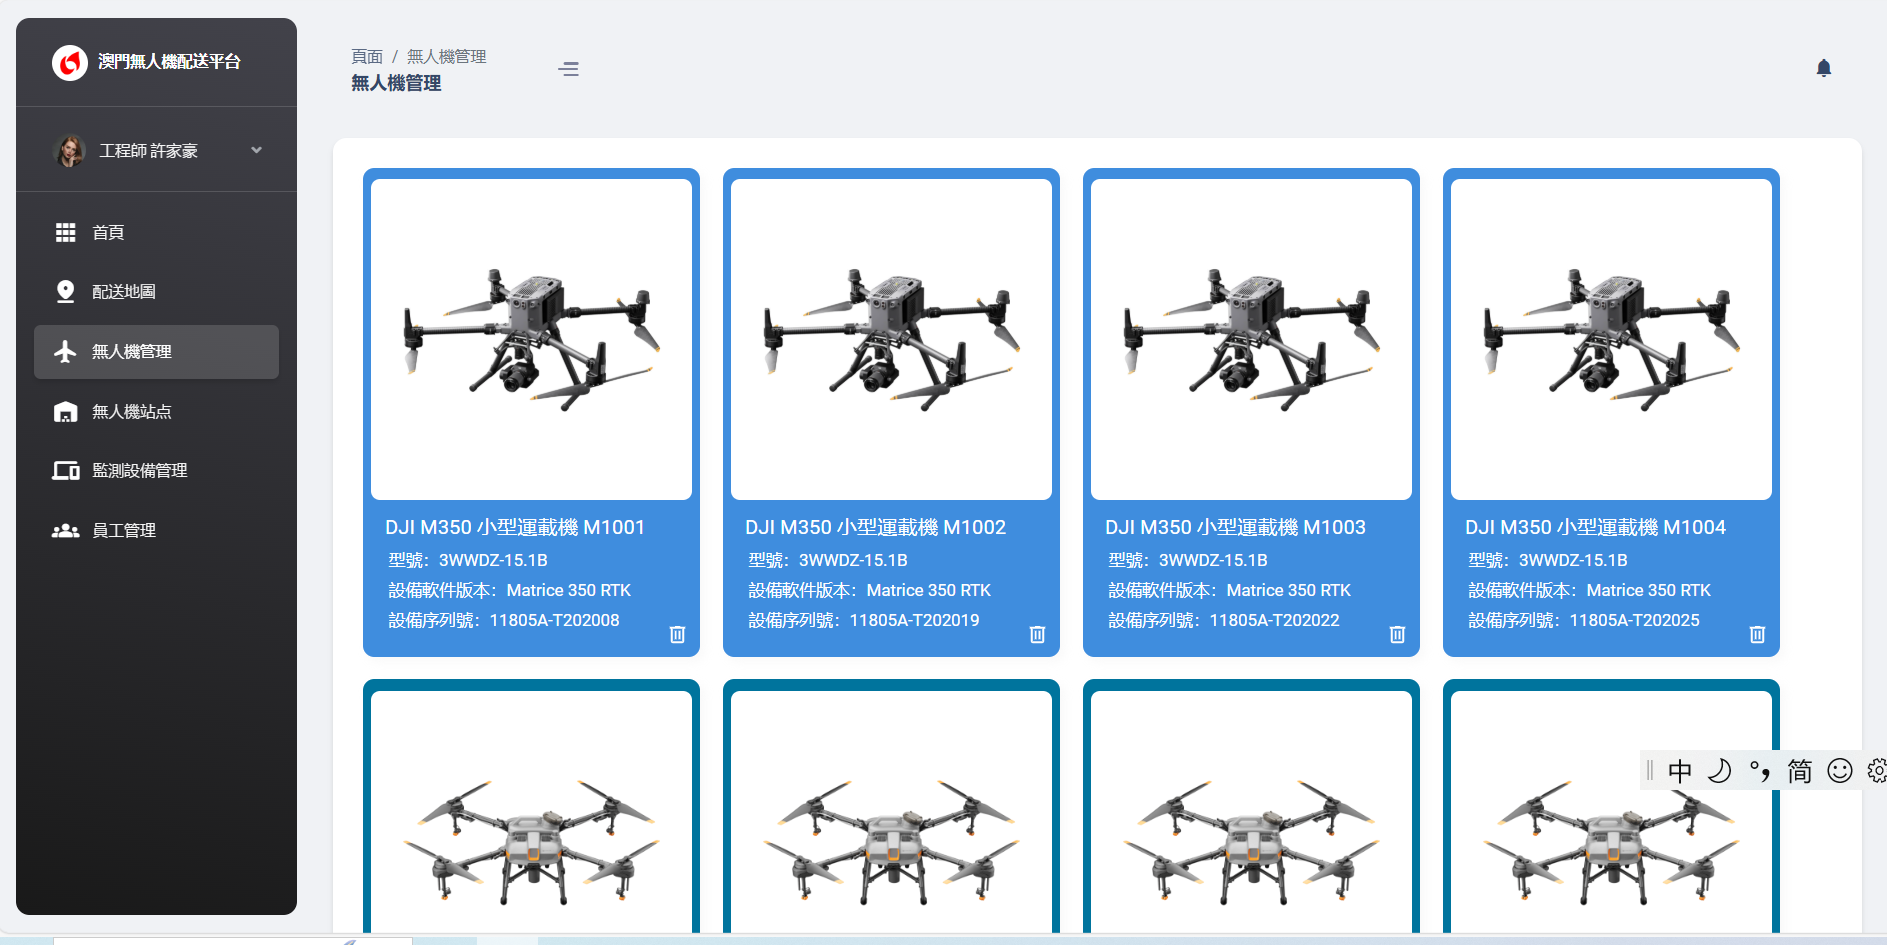 澳門無人機配送平台
工程師 許家豪
首頁
配送地圖
無人機管理
無人機站点
監測設備管理
員工管理
頁面 / 無人機管理
無人機管理
DJI M350 小型運載機 M1001
型號：3WWDZ-15.1B
設備軟件版本：Matrice 350 RTK
設備序列號：11805A-T202008
DJI M350 小型運載機 M1002
型號：3WWDZ-15.1B
設備軟件版本：Matrice 350 RTK
設備序列號：11805A-T202019
DJI M350 小型運載機 M1003
型號：3WWDZ-15.1B
設備軟件版本：Matrice 350 RTK
設備序列號：11805A-T202022
DJI M350 小型運載機 M1004
型號：3WWDZ-15.1B
設備軟件版本：Matrice 350 RTK
設備序列號：11805A-T202025
中 °, 简